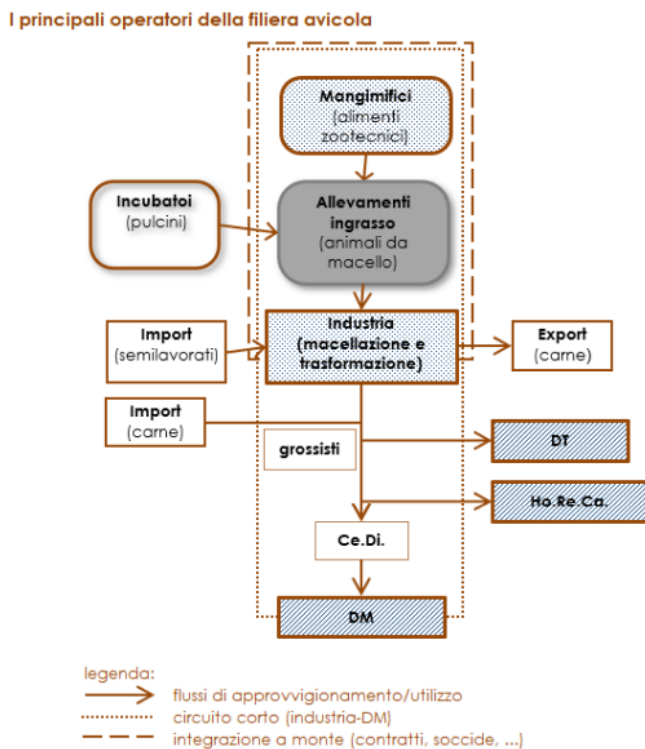 I principali operatori della filiera avicola
Mangimifici
(alimenti
zootecnici)
Incubatoi
(pulcini)
Allevamenti
ingrasso
(animali da
macello)
Import
(semilavorati)
Industria
(macellazione e
trasformazione)
Export
(carne)
Import
(carne)
grossisti
DT
Ho.Re.Ca.
Ce.Di.
DM
legenda:
flussi di approvvigionamento/utilizzo
circuito corto (industria-DM)
integrazione a monte (contratti, soccide, ...)